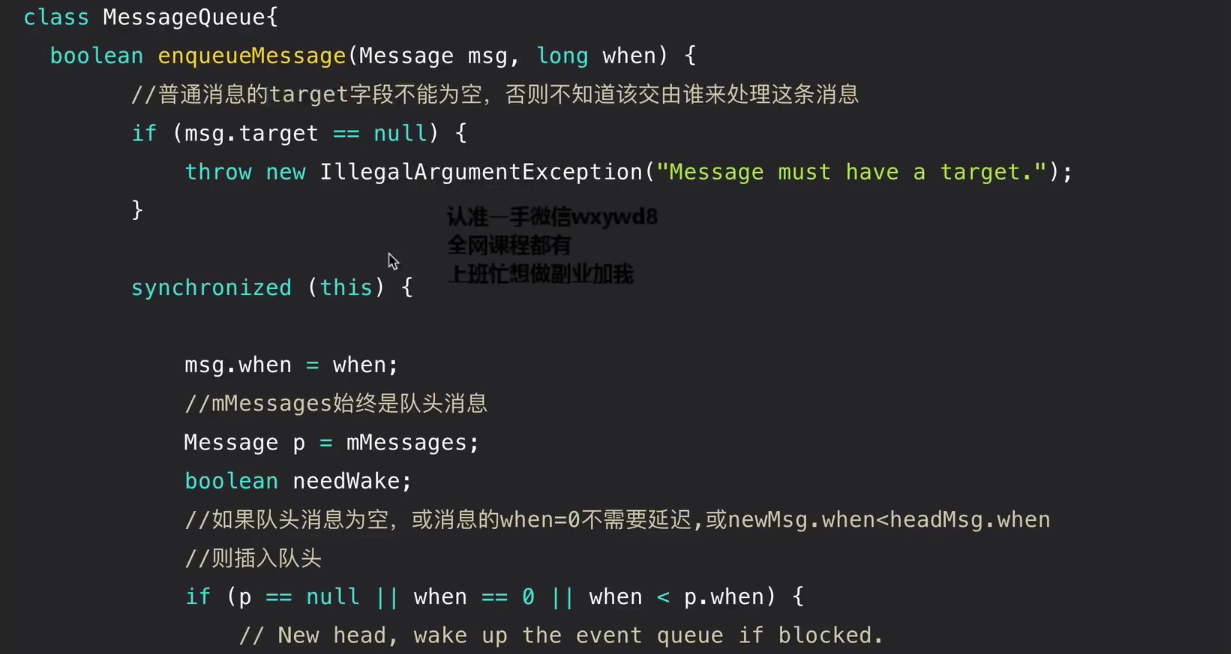 class MessageQueue{
boolean enqueueMessage(Message msg, long when) {
//普通消息的target字段不能为空，否则不知道该交由谁来处理这条消息
if (msg.target == null) {
throw new IllegalArgumentException("Message must have a target.");
}
认准一手微信wxywd8
全网课程都有
上班忙想做副业加我
synchronized (this) {
msg.when = when;
//mMessages始终是队头消息
Message p = mMessages;
boolean needWake;
//如果队头消息为空，或消息的when=0不需要延迟,或newMsg.when<headMsg.when
//则插入队头
if (p == null || when == 0 || when < p.when) {
// New head, wake up the event queue if blocked.